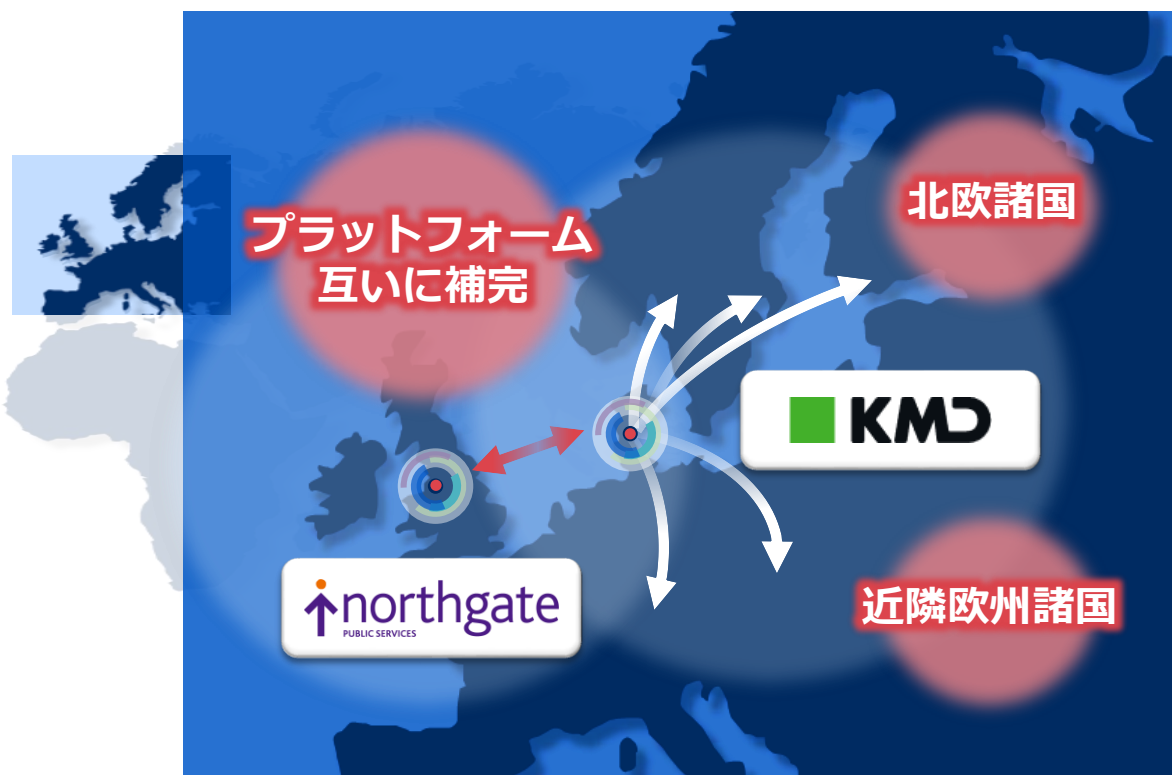 プラットフォーム
互いに補完
北欧諸国
KMD
northgate
PUBLIC SERVICES
近隣欧州諸国